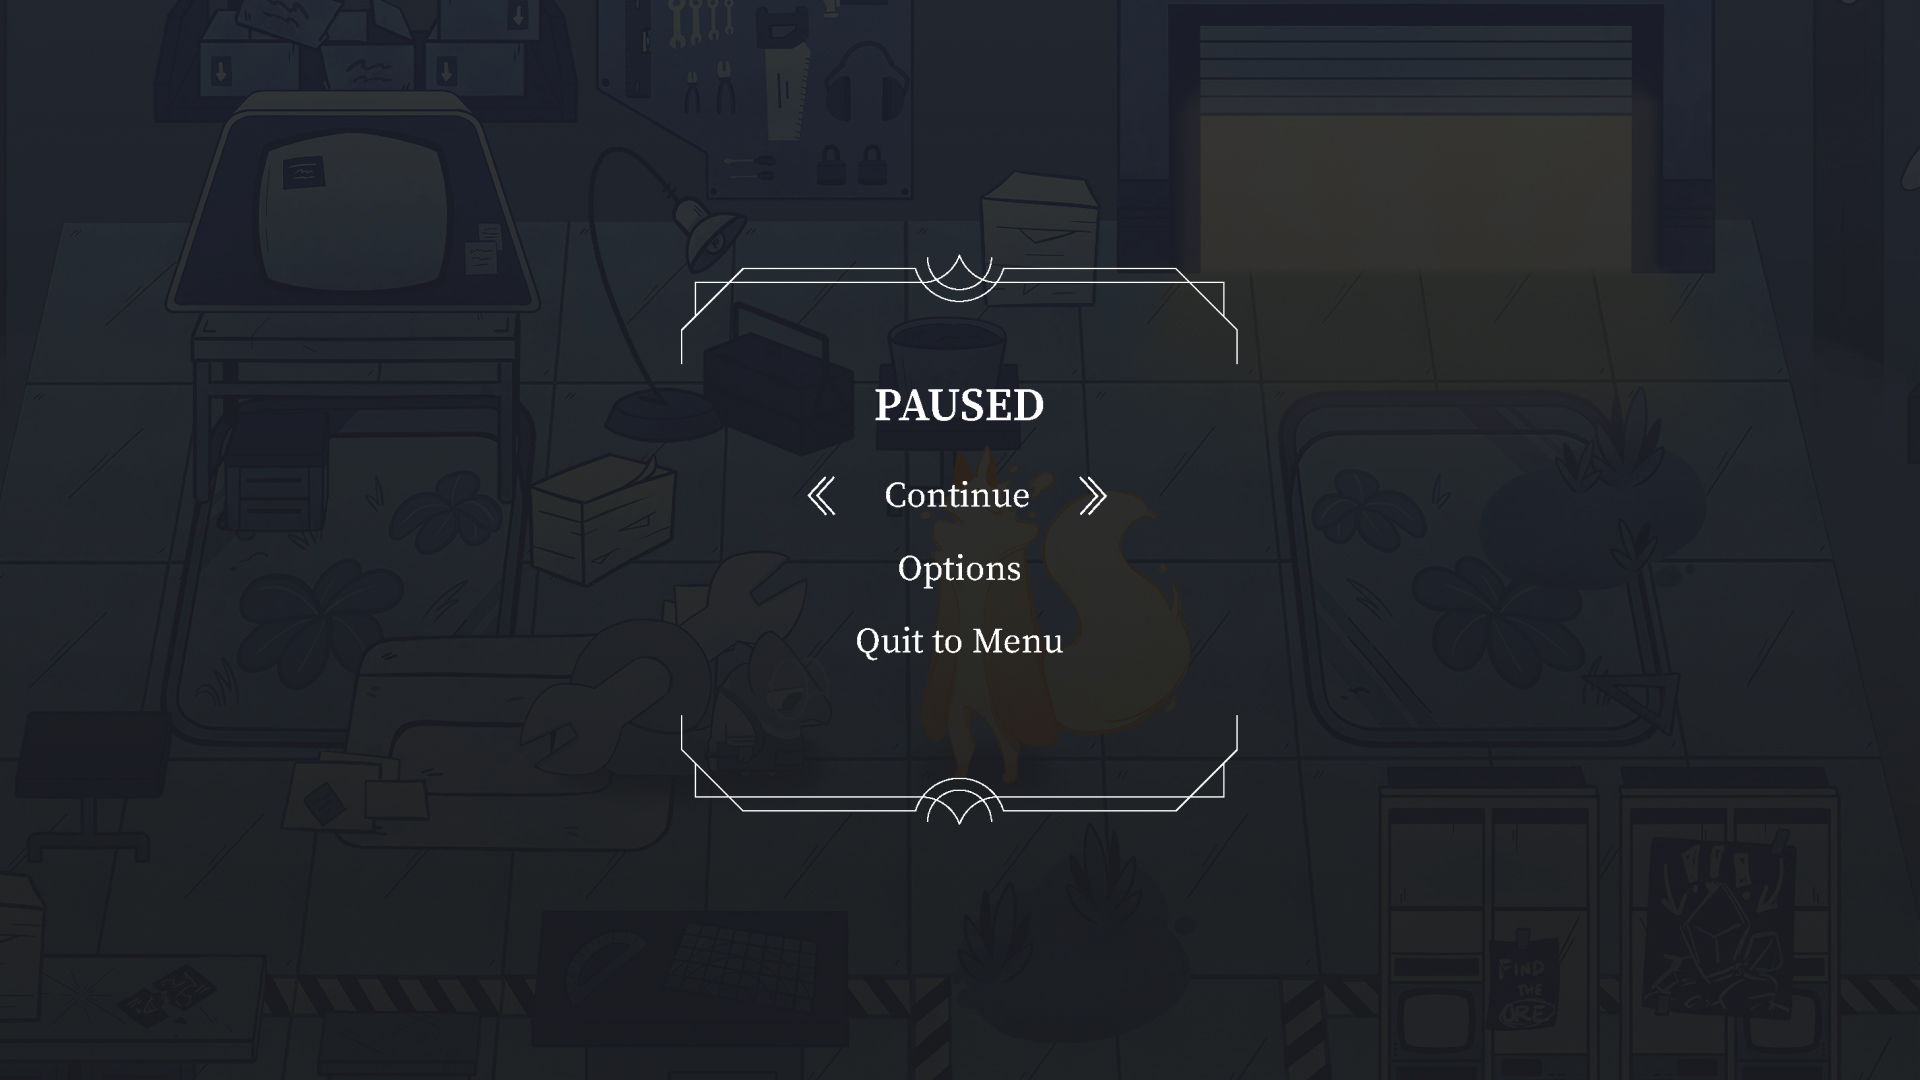 PAUSED
Continue
Options
Quit to Menu
FIND
THE
ORE